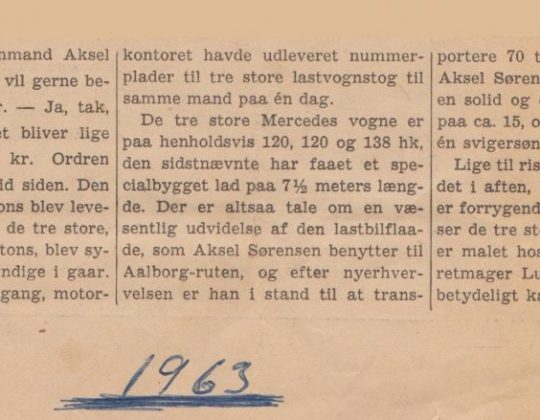 mmand Aksel
vil gerne be-
r. — Ja, tak,
et bliver lige
kr. Ordren
id siden. Den
tons blev leve-
de tre store,
tons, blev sy-
ndige i gaar.
gang, motor-
kontoret havde udleveret nummer-
plader til tre store lastvognstog til
samme mand paa én dag.
De tre store Mercedes vogne er
paa henholdsvis 120, 120 og 138 hk,
den sidstnævnte har faaet et spe-
cialbygget lad paa 7½ meters læng-
de. Der er altsaa tale om en væ-
sentlig udvidelse af den lastbilflaa-
de, som Aksel Sørensen benytter til
Aalborg-ruten, og efter nyerhver-
velsen er han i stand til at trans-
portere 70 t
Aksel Søren
en solid og
paa ca. 15, o
én svigersøn
Lige til ris
det i aften,
er forrygend
ser de tre sto
er malet hos
retmager Lu
betydeligt ka
1963